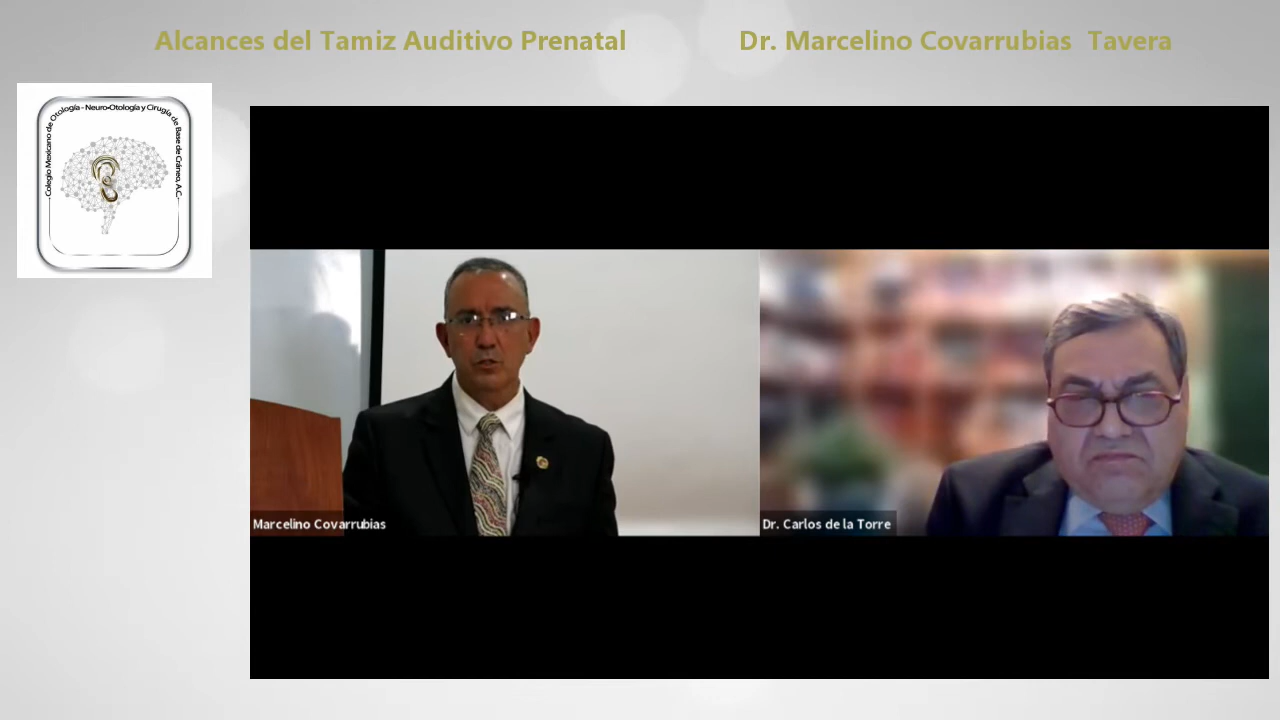 Alcances del Tamiz Auditivo Prenatal
Dr. Marcelino Covarrubias Tavera
Colegio Mexicano de Otología - Neuro-Otología y Cirugía de Base de Cráneo, A.C.
Marcelino Covarrubias
Dr. Carlos de la Torre